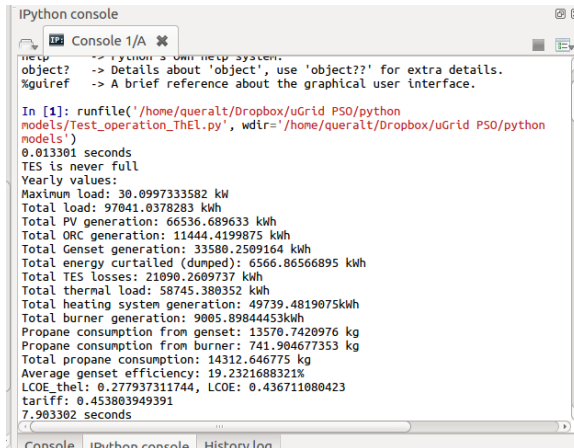 IPython console
IP: Console 1/A
help -> Python's own help system.
object? -> Details about 'object', use 'object??' for extra details.
%guiref -> A brief reference about the graphical user interface.
In [1]: runfile('/home/queralt/Dropbox/uGrid PSO/python
models/Test_operation_ThEl.py', wdir='/home/queralt/Dropbox/uGrid PSO/python
models')
0.013301 seconds
TES is never full
Yearly values:
Maximum load: 30.0997333582 kW
Total load: 97041.0378283 kWh
Total PV generation: 66536.689633 kWh
Total ORC generation: 11444.4199875 kWh
Total Genset generation: 33580.2509164 kWh
Total energy curtailed (dumped): 6566.86566895 kWh
Total TES losses: 21090.2609737 kWh
Total thermal load: 58745.380352 kWh
Total heating system generation: 49739.4819075kWh
Total burner generation: 9005.89844453kWh
Propane consumption from genset: 13570.7420976 kg
Propane consumption from burner: 741.904677353 kg
Total propane consumption: 14312.646775 kg
Average genset efficiency: 19.2321688321%
LCOE_thel: 0.277937311744, LCOE: 0.436711080423
tariff: 0.453803949391
7.903302 seconds
Console IPython console History log